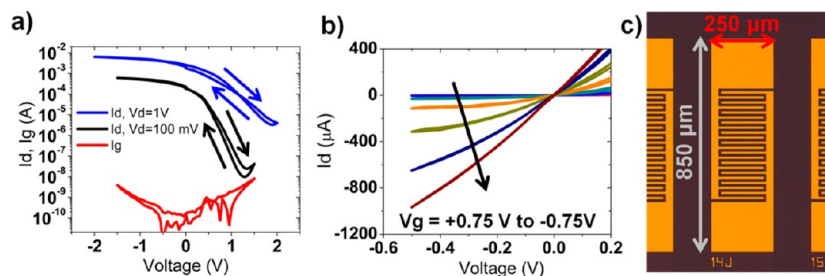 a)
Id, Ig (A)
10⁻²
10⁻³
10⁻⁴
10⁻⁵
10⁻⁶
10⁻⁷
10⁻⁸
10⁻⁹
10⁻¹⁰
Id, Vd=1V
Id, Vd=100 mV
Ig
-2 -1 0 1 2
Voltage (V)
b)
Id (µA)
400
0
-400
-800
-1200
Vg = +0.75 V to -0.75V
-0.6 -0.4 -0.2 0.0 0.2
Voltage (V)
c)
250 µm
850 µm
14J
15